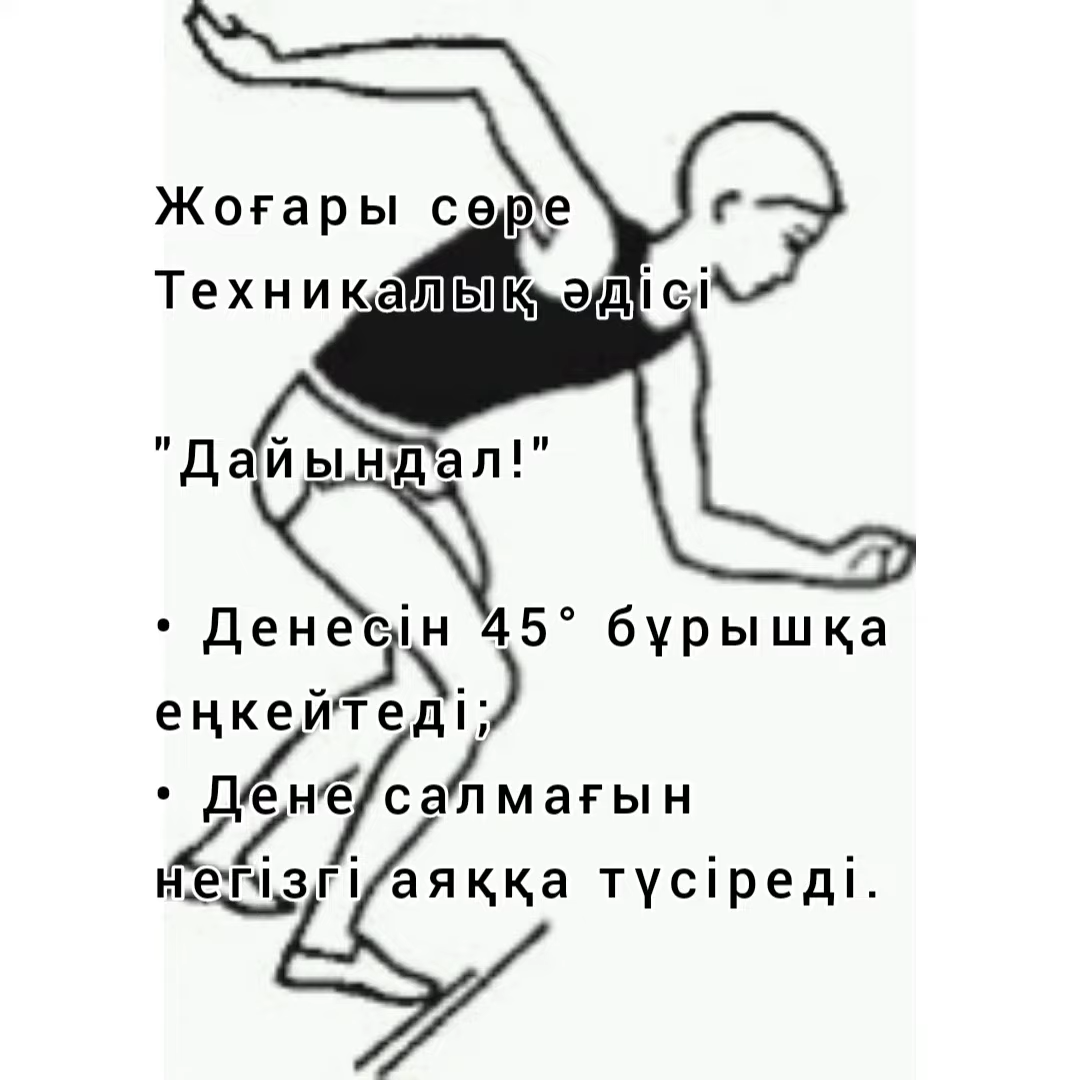 Жоғары сөре
Техникалық әдісі
"Дайындал!"
• Денесін 45° бұрышқа
еңкейтеді;
• Дене салмағын
негізгі аяққа түсіреді.